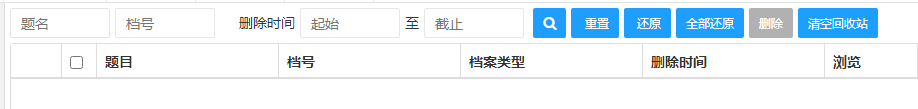 题名 档号 删除时间 起始 至 截止 重置 还原 全部还原 删除 清空回收站
题目 档号 档案类型 删除时间 浏览